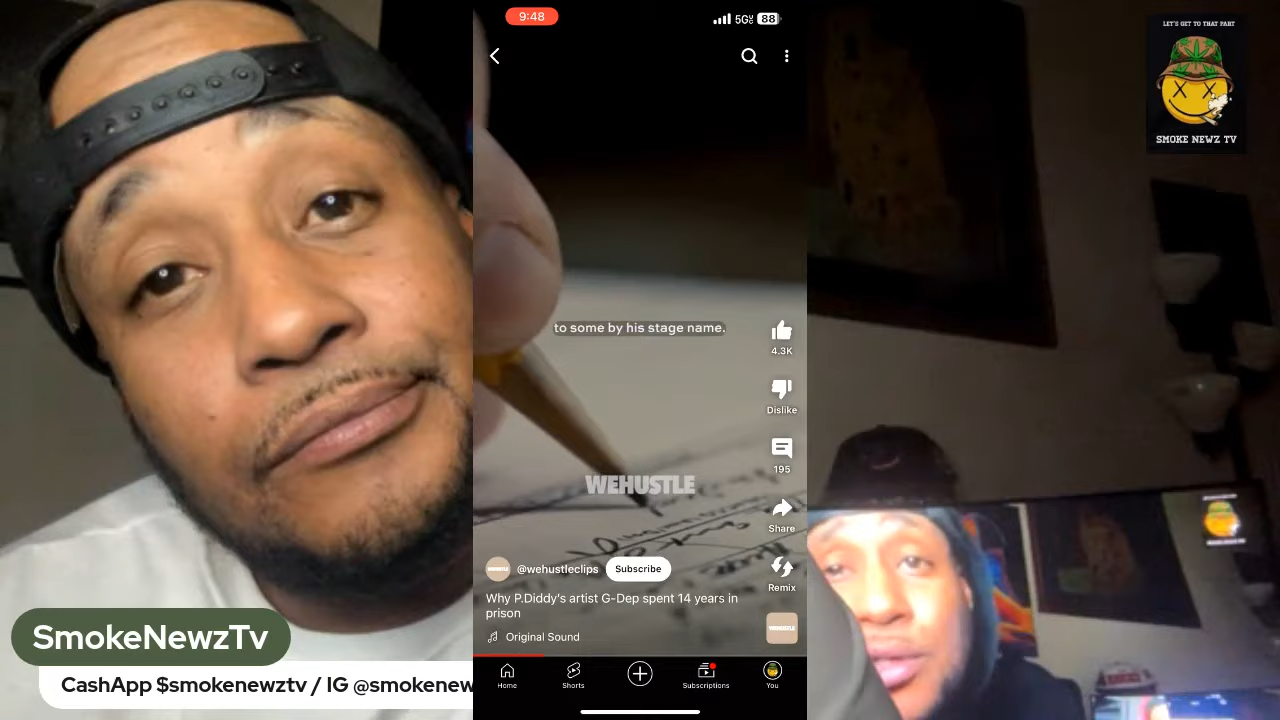 9:48
5G
88
LET'S GET TO THAT PART
SMOKE NEWZ TV
to some by his stage name.
4.3K
Dislike
195
WEHUSTLE
Share
@wehustleclips
Subscribe
Remix
Why P.Diddy's artist G-Dep spent 14 years in
prison
Original Sound
SmokeNewzTv
CashApp $smokenewztv / IG @smokenew
Home
Shorts
Subscriptions
You